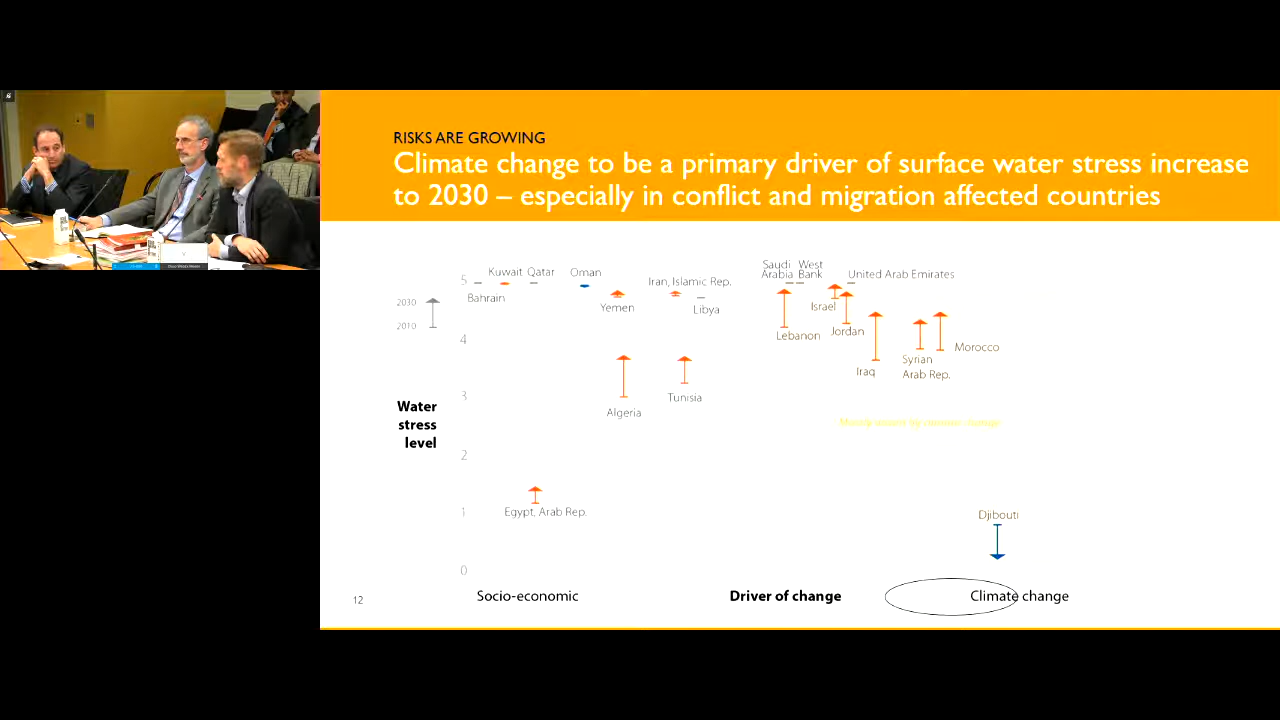 RISKS ARE GROWING
Climate change to be a primary driver of surface water stress increase
to 2030 – especially in conflict and migration affected countries
5
Kuwait
Qatar
Oman
Bahrain
Yemen
Iran, Islamic Rep.
Libya
Saudi
Arabia
West
Bank
United Arab Emirates
Israel
Lebanon
Jordan
Iraq
Syrian
Arab Rep.
Morocco
2030
2010
4
3
Algeria
Tunisia
Water
stress
level
2
1
Egypt, Arab Rep.
Djibouti
0
12
Socio-economic
Driver of change
Climate change